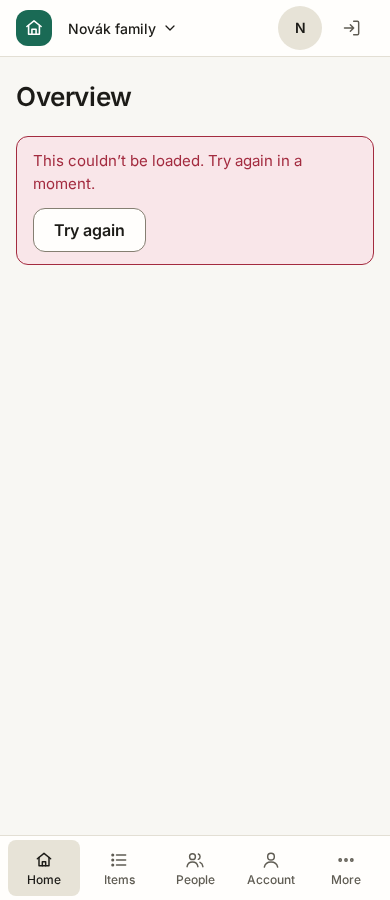 Novák family
N
Overview
This couldn’t be loaded. Try again in a
moment.
Try again
Home
Items
People
Account
More